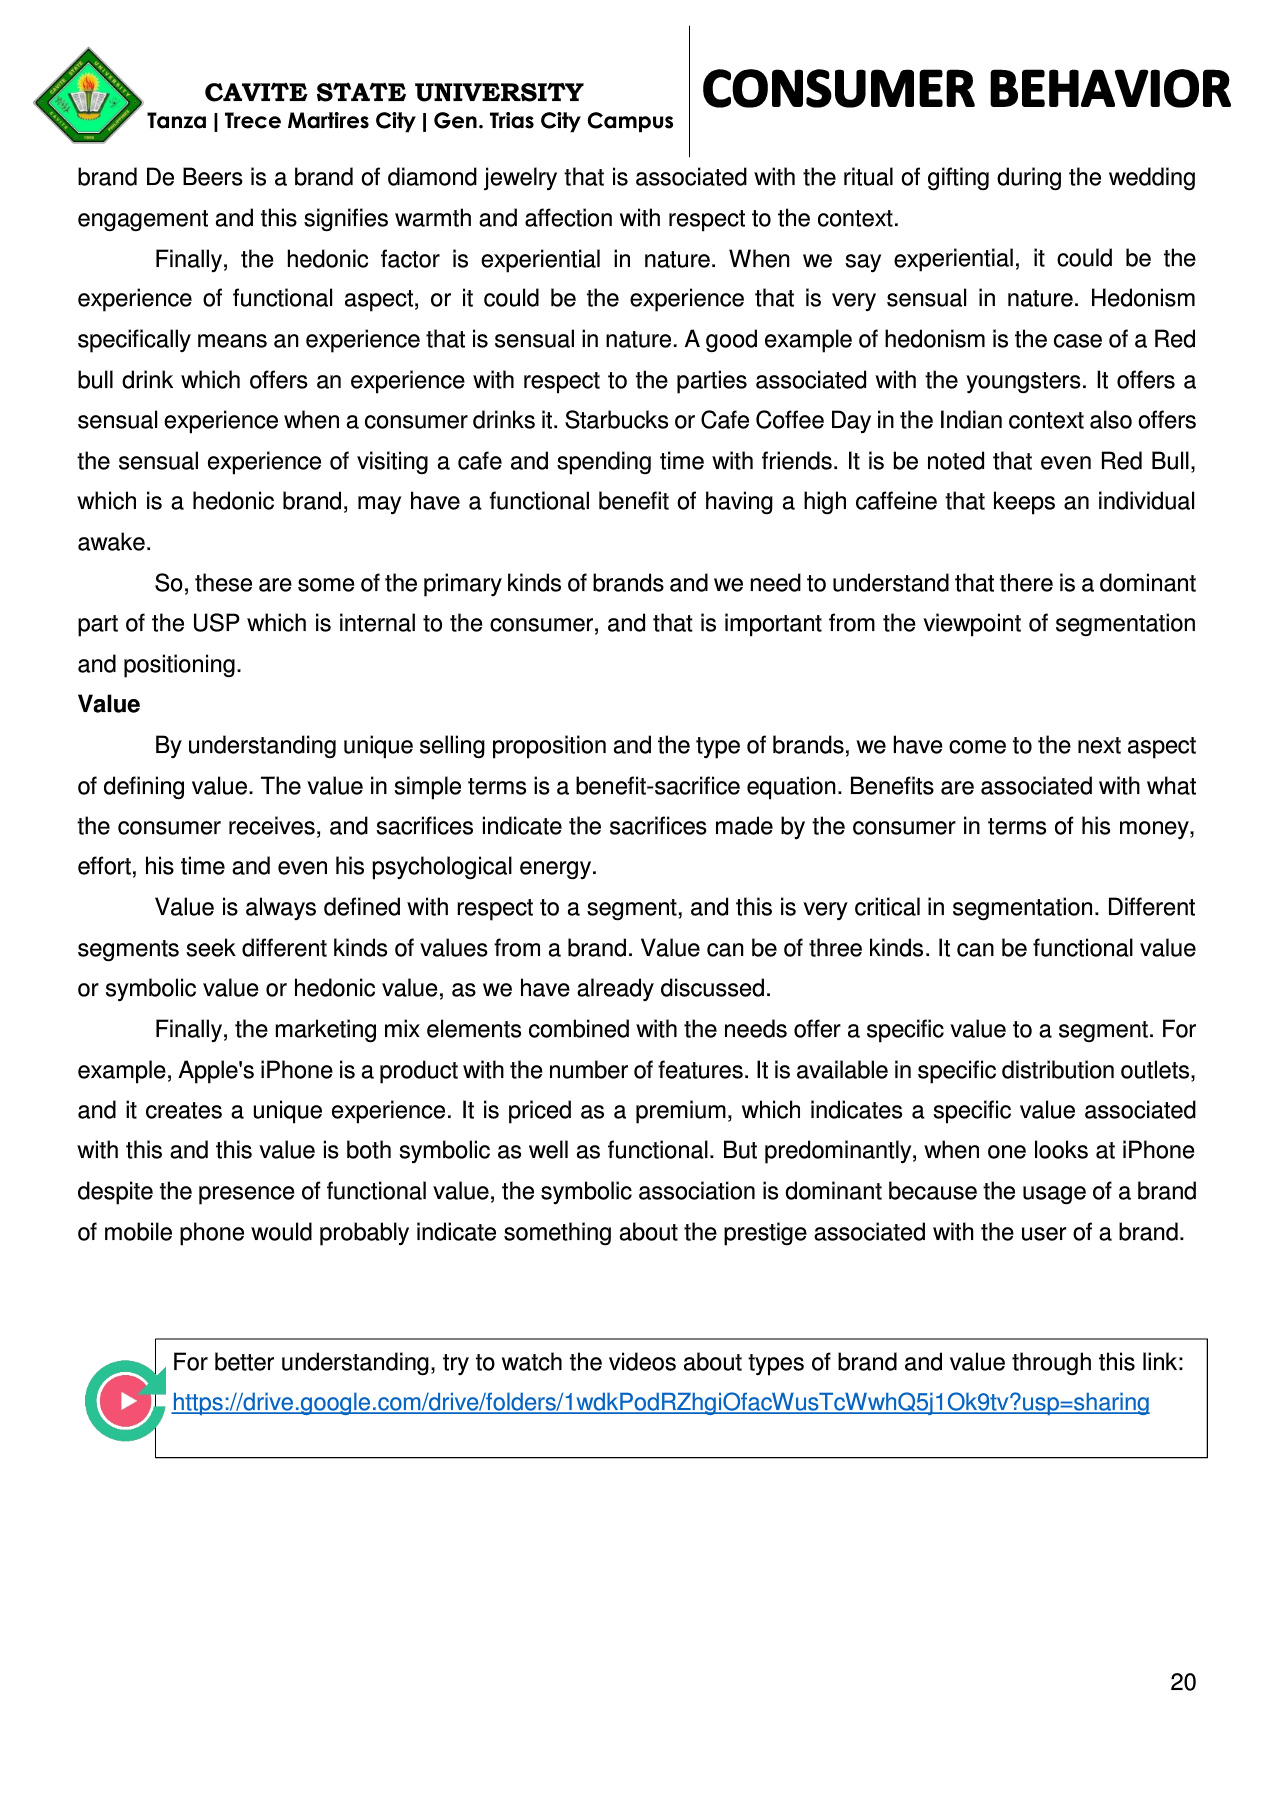 CAVITE STATE UNIVERSITY
Tanza | Trece Martires City | Gen. Trias City Campus
CONSUMER BEHAVIOR
brand De Beers is a brand of diamond jewelry that is associated with the ritual of gifting during the wedding
engagement and this signifies warmth and affection with respect to the context.
Finally, the hedonic factor is experiential in nature. When we say experiential, it could be the
experience of functional aspect, or it could be the experience that is very sensual in nature. Hedonism
specifically means an experience that is sensual in nature. A good example of hedonism is the case of a Red
bull drink which offers an experience with respect to the parties associated with the youngsters. It offers a
sensual experience when a consumer drinks it. Starbucks or Cafe Coffee Day in the Indian context also offers
the sensual experience of visiting a cafe and spending time with friends. It is be noted that even Red Bull,
which is a hedonic brand, may have a functional benefit of having a high caffeine that keeps an individual
awake.
So, these are some of the primary kinds of brands and we need to understand that there is a dominant
part of the USP which is internal to the consumer, and that is important from the viewpoint of segmentation
and positioning.
Value
By understanding unique selling proposition and the type of brands, we have come to the next aspect
of defining value. The value in simple terms is a benefit-sacrifice equation. Benefits are associated with what
the consumer receives, and sacrifices indicate the sacrifices made by the consumer in terms of his money,
effort, his time and even his psychological energy.
Value is always defined with respect to a segment, and this is very critical in segmentation. Different
segments seek different kinds of values from a brand. Value can be of three kinds. It can be functional value
or symbolic value or hedonic value, as we have already discussed.
Finally, the marketing mix elements combined with the needs offer a specific value to a segment. For
example, Apple's iPhone is a product with the number of features. It is available in specific distribution outlets,
and it creates a unique experience. It is priced as a premium, which indicates a specific value associated
with this and this value is both symbolic as well as functional. But predominantly, when one looks at iPhone
despite the presence of functional value, the symbolic association is dominant because the usage of a brand
of mobile phone would probably indicate something about the prestige associated with the user of a brand.
For better understanding, try to watch the videos about types of brand and value through this link:
https://drive.google.com/drive/folders/1wdkPodRZhgiOfacWusTcWwhQ5j1Ok9tv?usp=sharing
20